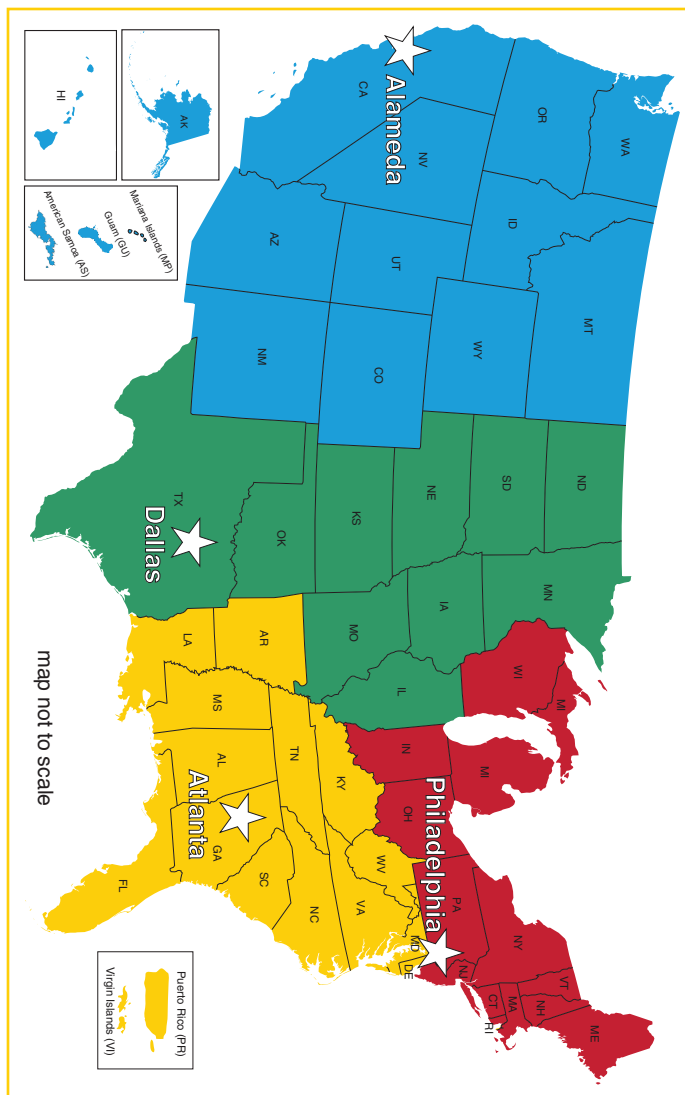 WA
OR
CA
NV
ID
MT
WY
UT
AZ
CO
NM
Alameda
AK
HI
Mariana Islands (MP)
Guam (GU)
American Samoa (AS)
ND
SD
NE
KS
OK
TX
Dallas
MN
IA
MO
IL
AR
LA
MS
AL
TN
KY
GA
FL
SC
NC
VA
WV
MD
DE
Atlanta
WI
MI
MI
IN
OH
PA
NJ
NY
VT
NH
ME
MA
CT
RI
Philadelphia
Puerto Rico (PR)
Virgin Islands (VI)
map not to scale